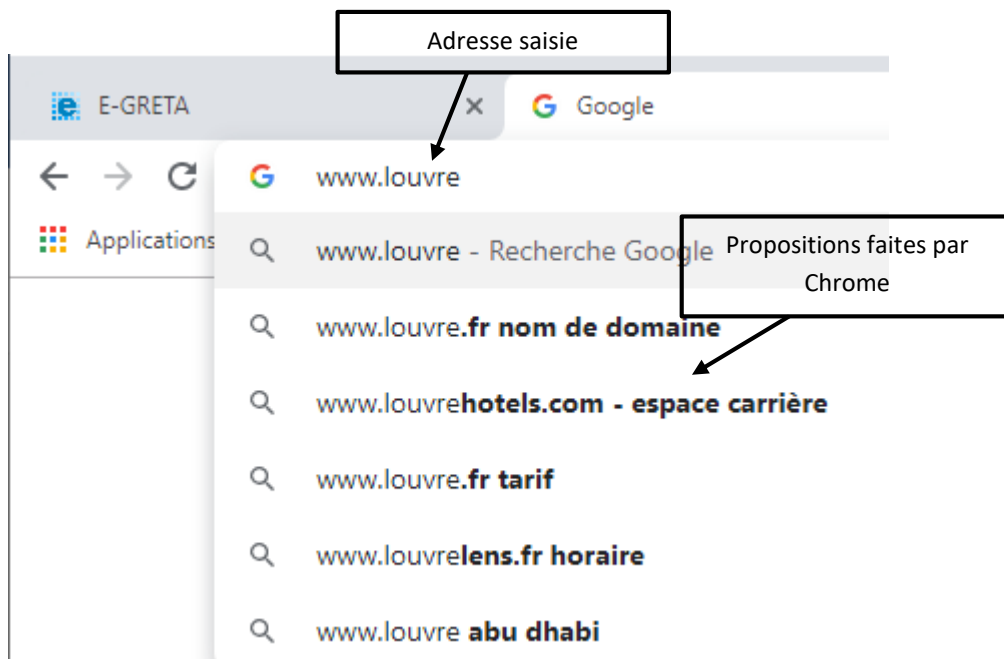 Adresse saisie
E-GRETA
Google
www.louvre
Applications
www.louvre - Recherche Google
Propositions faites par
Chrome
www.louvre.fr nom de domaine
www.louvrehotels.com - espace carrière
www.louvre.fr tarif
www.louvrelens.fr horaire
www.louvre abu dhabi